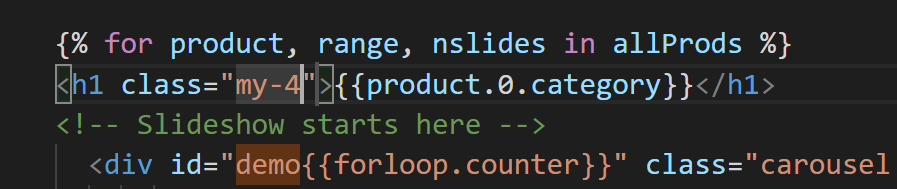 {% for product, range, nslides in allProds %}
<h1 class="my-4">{{product.0.category}}</h1>
<!-- Slideshow starts here -->
<div id="demo{{forloop.counter}}" class="carousel